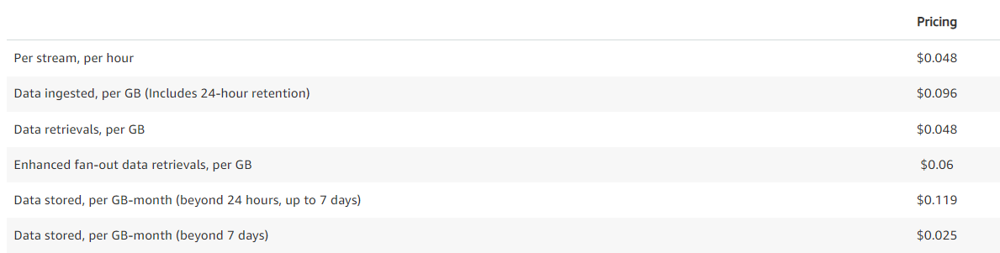 Pricing
Per stream, per hour $0.048
Data ingested, per GB (Includes 24-hour retention) $0.096
Data retrievals, per GB $0.048
Enhanced fan-out data retrievals, per GB $0.06
Data stored, per GB-month (beyond 24 hours, up to 7 days) $0.119
Data stored, per GB-month (beyond 7 days) $0.025